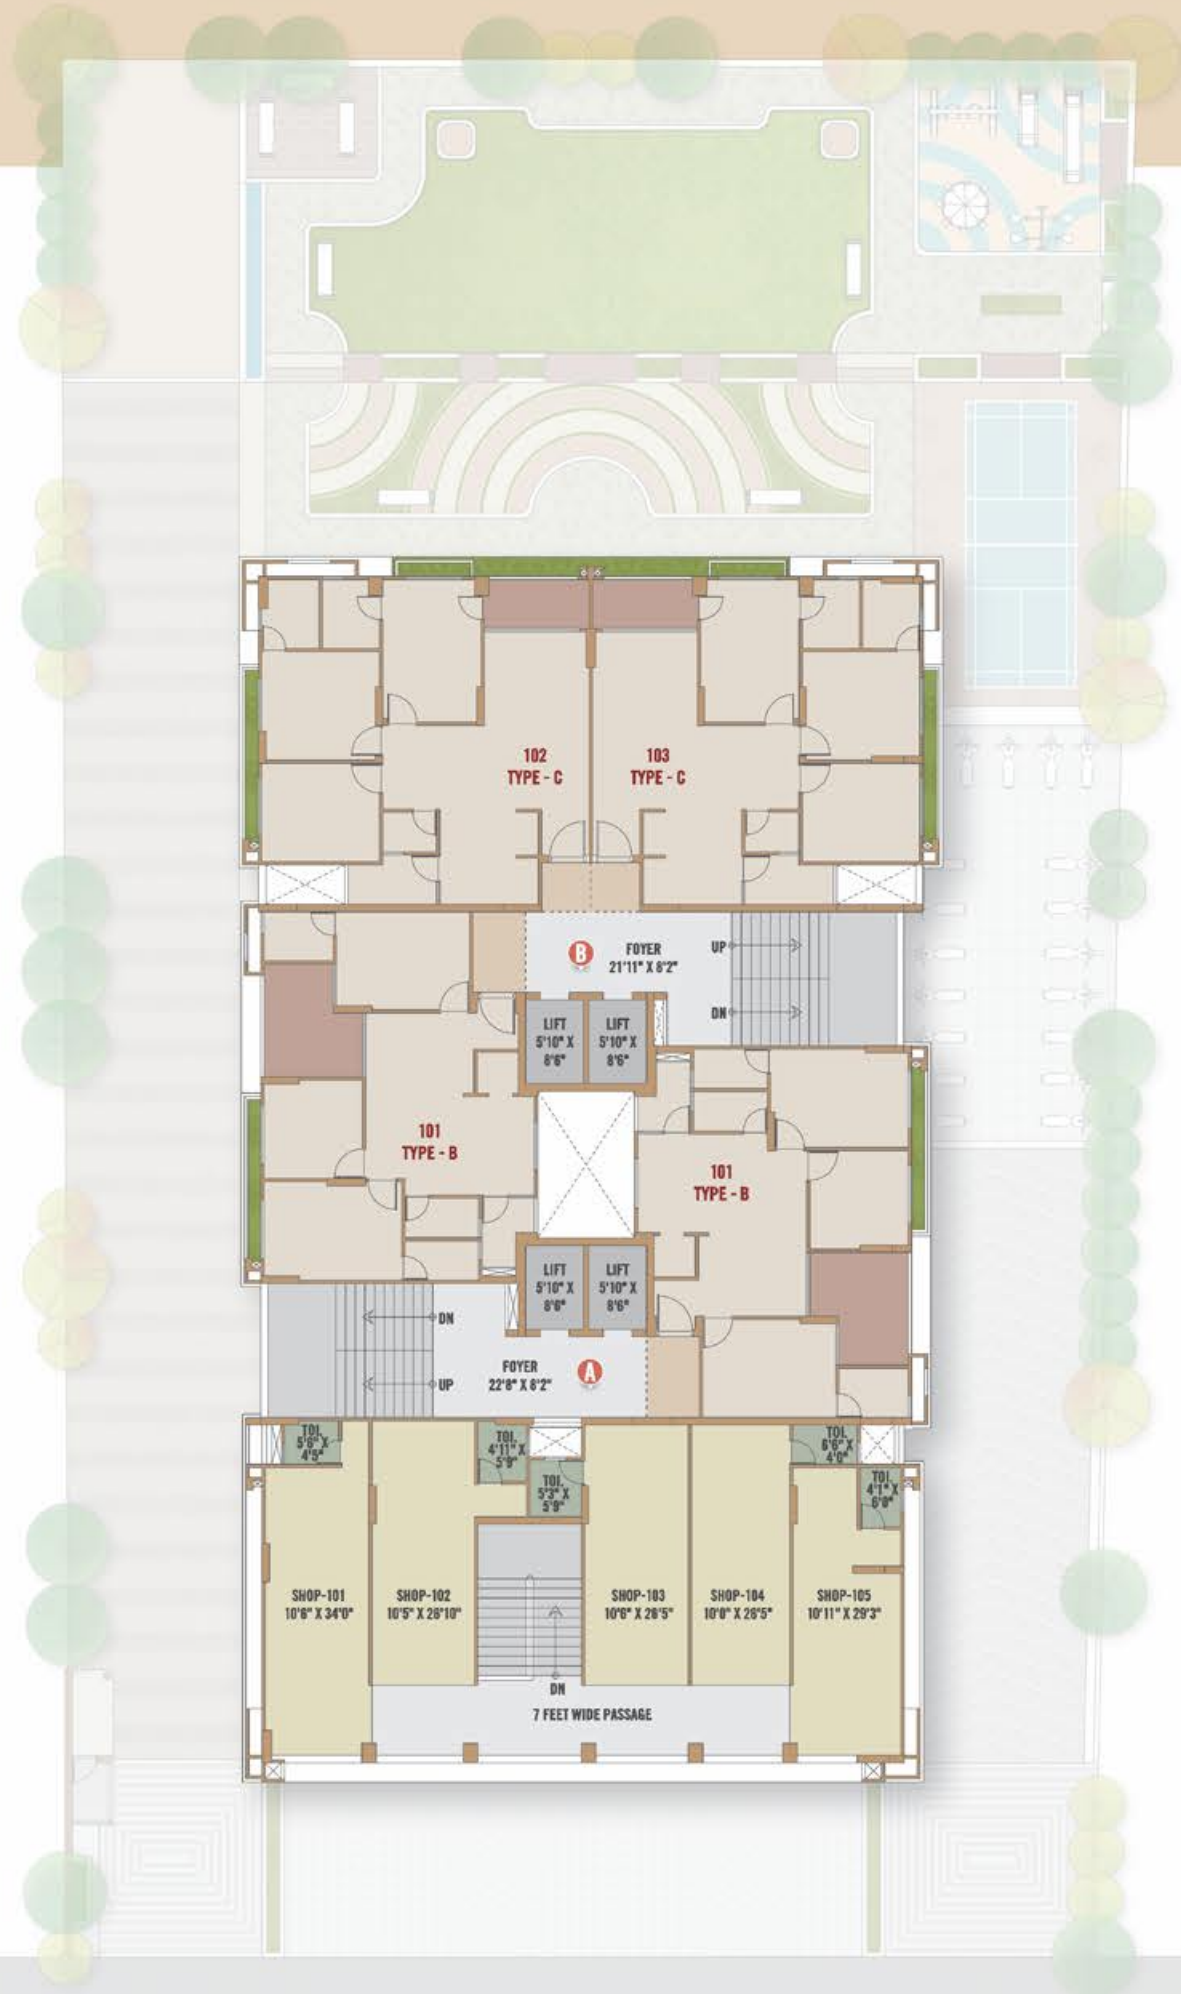 102
TYPE - C
103
TYPE - C
B
FOYER
21'11" X 8'2"
UP
DN
LIFT
5'10" X
8'6"
LIFT
5'10" X
8'6"
101
TYPE - B
101
TYPE - B
LIFT
5'10" X
8'6"
LIFT
5'10" X
8'6"
DN
UP
FOYER
22'8" X 8'2"
A
TOI.
5'6" X
4'5"
TOI.
4'11" X
5'9"
TOI.
5'3" X
5'9"
TOI.
6'6" X
4'0"
TOI.
4'1" X
6'0"
SHOP-101
10'6" X 34'0"
SHOP-102
10'5" X 26'10"
SHOP-103
10'6" X 26'5"
SHOP-104
10'0" X 26'5"
SHOP-105
10'11" X 29'3"
DN
7 FEET WIDE PASSAGE